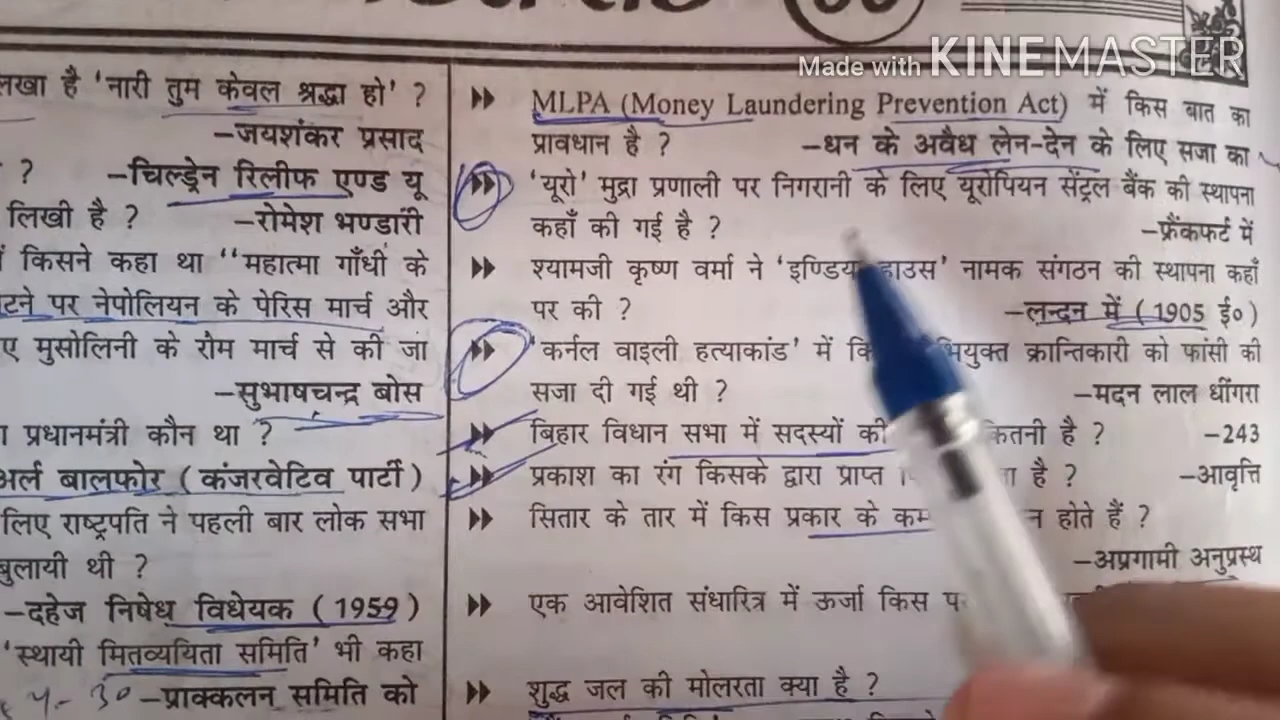 Made with KINEMASTER
लखा है 'नारी तुम केवल श्रद्धा हो' ?
–जयशंकर प्रसाद
? –चिल्ड्रेन रिलीफ एण्ड यू
लिखी है ? –रोमेश भण्डारी
किसने कहा था ‘‘महात्मा गाँधी के
टने पर नेपोलियन के पेरिस मार्च और
ए मुसोलिनी के रोम मार्च से की जा
–सुभाषचन्द्र बोस
प्रधानमंत्री कौन था ?
अर्ल बालफोर (कंजरवेटिव पार्टी)
लिए राष्ट्रपति ने पहली बार लोक सभा
बुलायी थी ?
–दहेज निषेध विधेयक (1959)
'स्थायी मितव्ययिता समिति' भी कहा
–प्राक्कलन समिति को
MLPA (Money Laundering Prevention Act) में किस बात का
प्रावधान है ? –धन के अवैध लेन-देन के लिए सजा का
'यूरो' मुद्रा प्रणाली पर निगरानी के लिए यूरोपियन सेंट्रल बैंक की स्थापना
कहाँ की गई है ? –फ्रैंकफर्ट में
श्यामजी कृष्ण वर्मा ने 'इण्डिया हाउस' नामक संगठन की स्थापना कहाँ
पर की ? –लन्दन में (1905 ई०)
'कर्नल वाइली हत्याकांड' में क्रान्तिकारी को फांसी की
सजा दी गई थी ? –मदन लाल धींगरा
बिहार विधान सभा में सदस्यों की कितनी है ? –243
प्रकाश का रंग किसके द्वारा प्राप्त है ? –आवृत्ति
सितार के तार में किस प्रकार के होते हैं ?
–अप्रगामी अनुप्रस्थ
एक आवेशित संधारित्र में ऊर्जा किस
शुद्ध जल की मोलरता क्या है ?